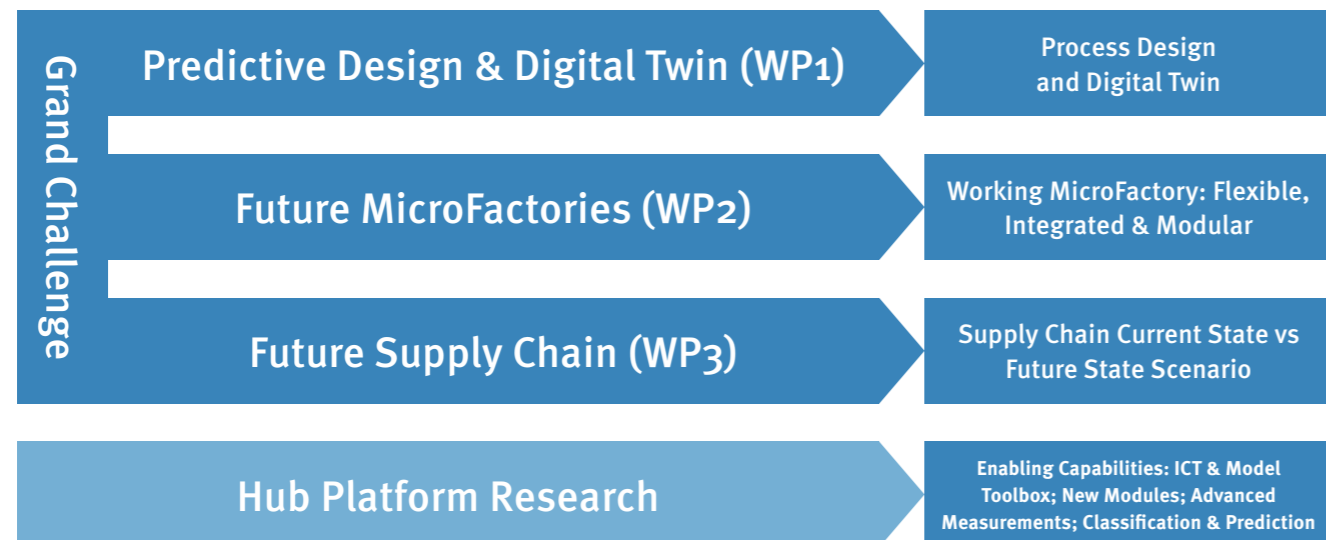 Grand Challenge
Predictive Design & Digital Twin (WP1)
Process Design
and Digital Twin
Future MicroFactories (WP2)
Working MicroFactory: Flexible,
Integrated & Modular
Future Supply Chain (WP3)
Supply Chain Current State vs
Future State Scenario
Hub Platform Research
Enabling Capabilities: ICT & Model
Toolbox; New Modules; Advanced
Measurements; Classification & Prediction